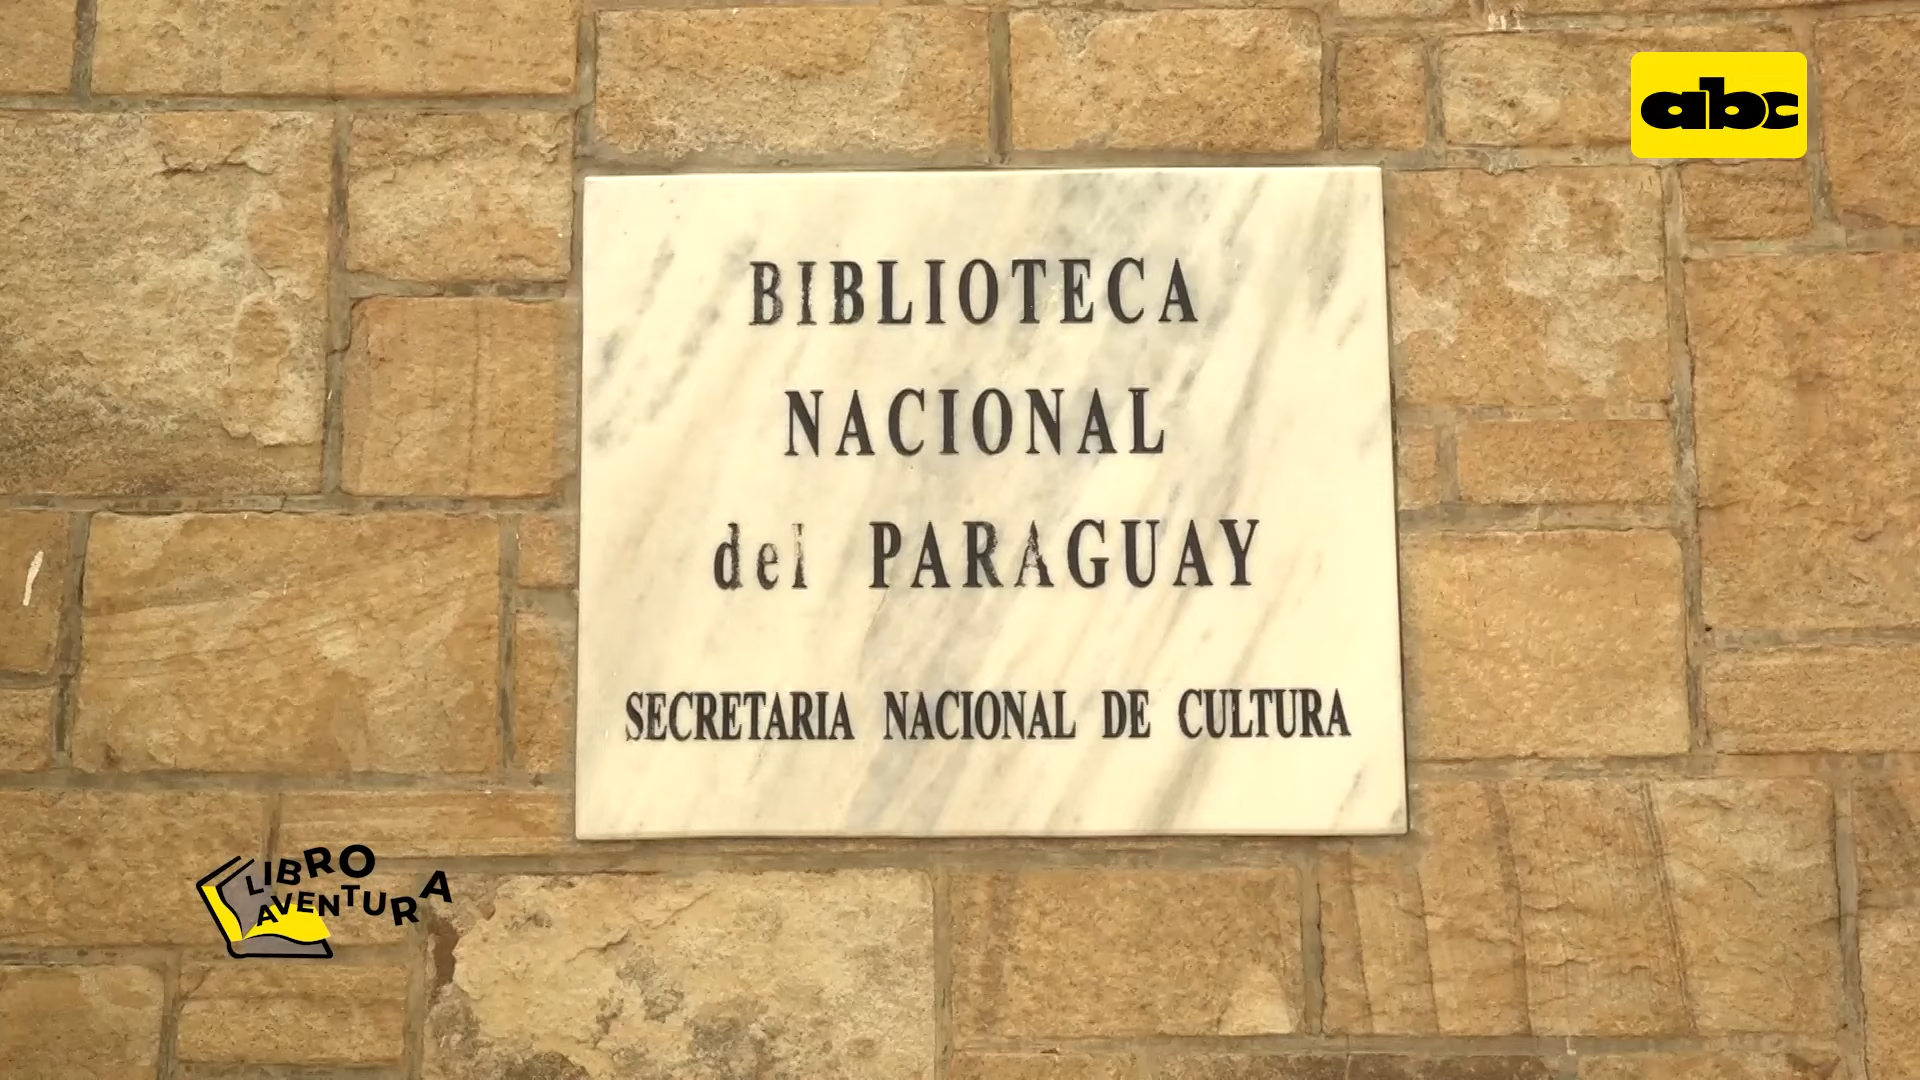 abc
BIBLIOTECA
NACIONAL
del PARAGUAY
SECRETARIA NACIONAL DE CULTURA
LIBRO
AVENTURA